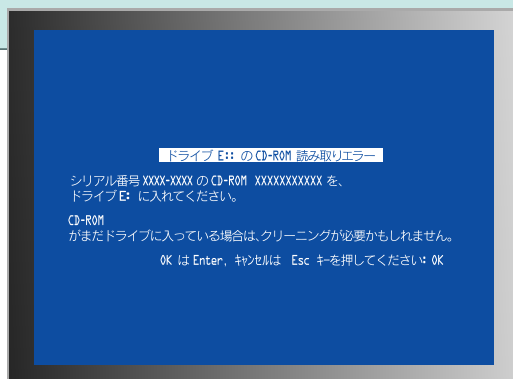 ドライブ E:: の CD-ROM 読み取りエラー
シリアル番号 XXXX-XXXX の CD-ROM XXXXXXXXXXX を、
ドライブ E: に入れてください。
CD-ROM
がまだドライブに入っている場合は、クリーニングが必要かもしれません。
OK は Enter, ｷｬﾝｾﾙは Esc ｷｰを押してください: OK